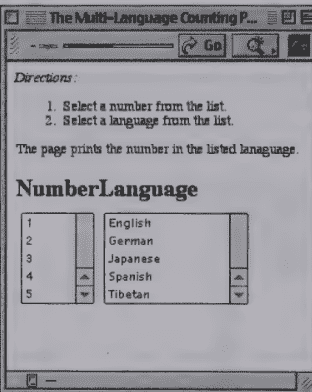 The Multi-Language Counting P...
Go
Directions:
1. Select a number from the list.
2. Select a language from the list.
The page prints the number in the listed lanaguage.
NumberLanguage
1 English
2 German
3 Japanese
4 Spanish
5 Tibetan